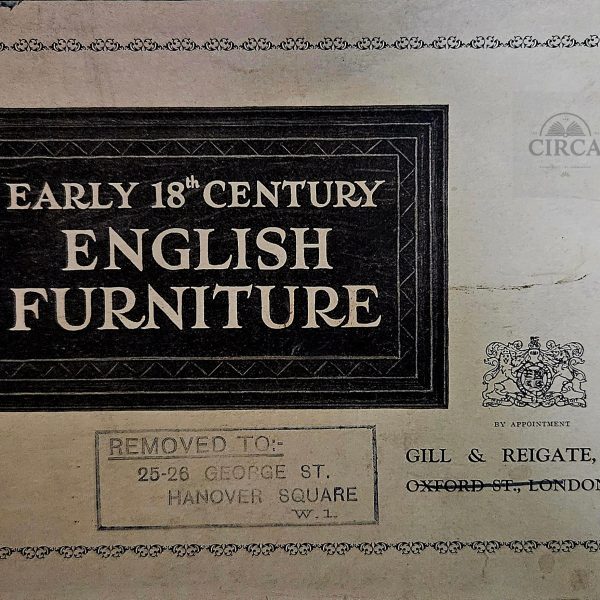 CIRCA
EARLY 18th CENTURY
ENGLISH
FURNITURE
BY APPOINTMENT
GILL & REIGATE,
OXFORD ST., LONDON
REMOVED TO:-
25-26 GEORGE ST.
HANOVER SQUARE
W.1.